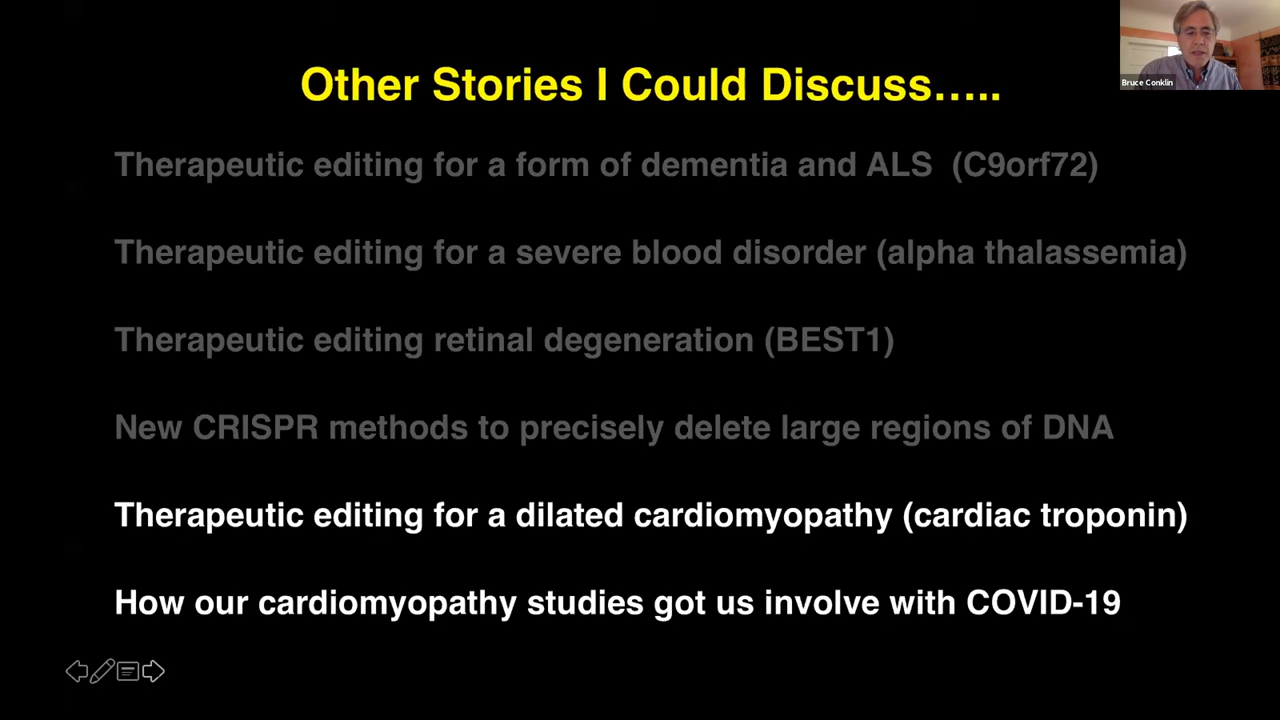 Other Stories I Could Discuss.....
Bruce Conklin
Therapeutic editing for a form of dementia and ALS (C9orf72)
Therapeutic editing for a severe blood disorder (alpha thalassemia)
Therapeutic editing retinal degeneration (BEST1)
New CRISPR methods to precisely delete large regions of DNA
Therapeutic editing for a dilated cardiomyopathy (cardiac troponin)
How our cardiomyopathy studies got us involve with COVID-19